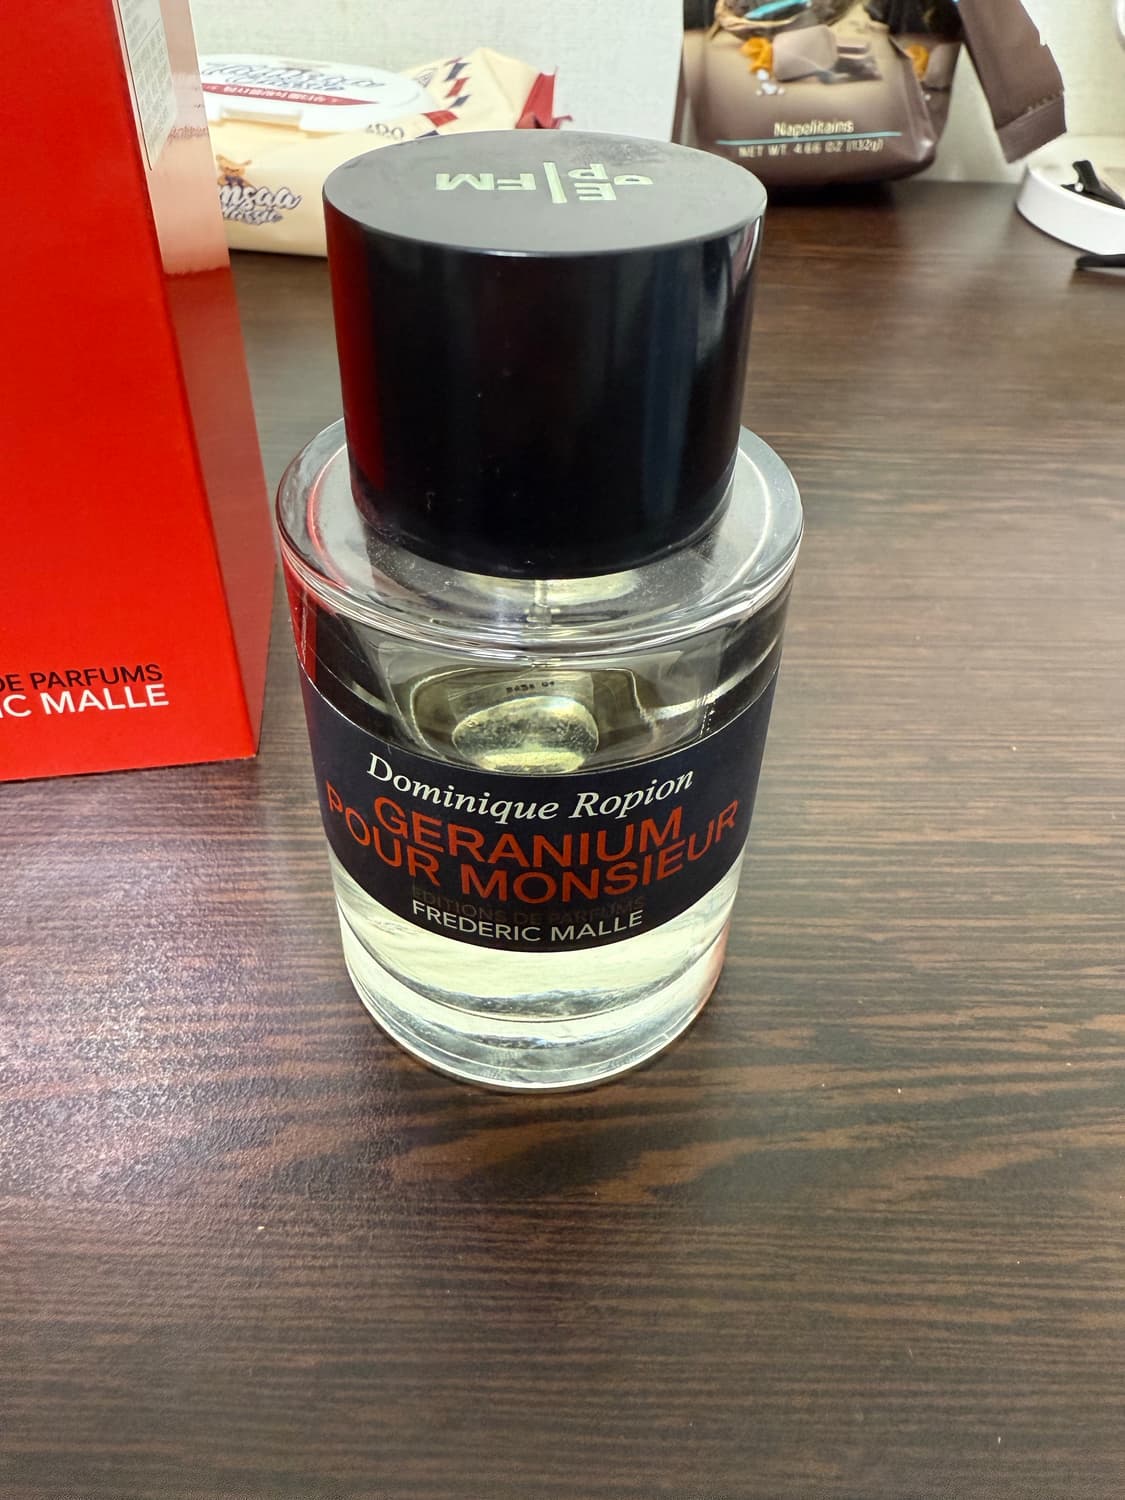 Napolitains
NET WT. 4.66 OZ (132g)
E|FM
DP
DE PARFUMS
IC MALLE
Dominique Ropion
GERANIUM
POUR MONSIEUR
EDITIONS DE PARFUMS
FREDERIC MALLE